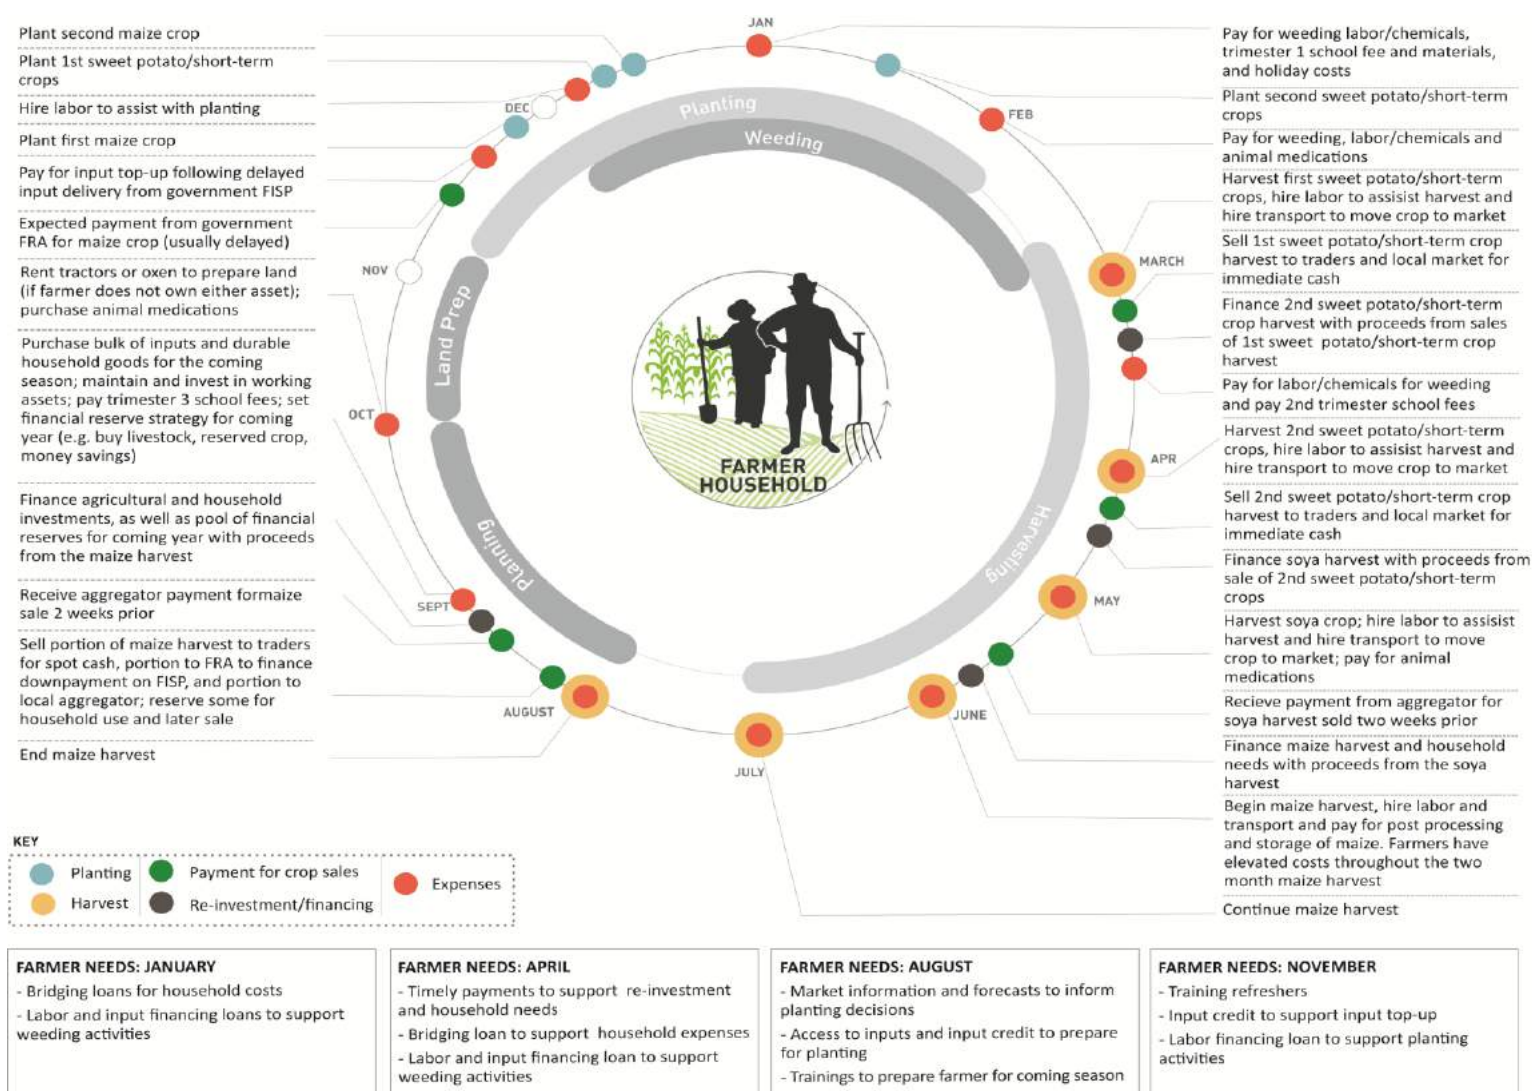 JAN
Plant second maize crop
Plant 1st sweet potato/short-term
crops
Hire labor to assist with planting
Plant first maize crop
Pay for input top-up following delayed
input delivery from government FISP
Expected payment from government
FRA for maize crop (usually delayed)
Rent tractors or oxen to prepare land
(if farmer does not own either asset);
purchase animal medications
Purchase bulk of inputs and durable
household goods for the coming
season; maintain and invest in working
assets; pay trimester 3 school fees; set
financial reserve strategy for coming
year (e.g. buy livestock, reserved crop,
money savings)
Finance agricultural and household
investments, as well as pool of financial
reserves for coming year with proceeds
from the maize harvest
Receive aggregator payment formaize
sale 2 weeks prior
Sell portion of maize harvest to traders
for spot cash, portion to FRA to finance
downpayment on FISP, and portion to
local aggregator; reserve some for
household use and later sale
End maize harvest
DEC
NOV
OCT
SEPT
AUGUST
JULY
JUNE
MAY
APR
MARCH
FEB
Planting
Weeding
Land Prep
Planning
Harvesting
FARMER
HOUSEHOLD
Pay for weeding labor/chemicals,
trimester 1 school fee and materials,
and holiday costs
Plant second sweet potato/short-term
crops
Pay for weeding, labor/chemicals and
animal medications
Harvest first sweet potato/short-term
crops, hire labor to assisist harvest and
hire transport to move crop to market
Sell 1st sweet potato/short-term crop
harvest to traders and local market for
immediate cash
Finance 2nd sweet potato/short-term
crop harvest with proceeds from sales
of 1st sweet potato/short-term crop
harvest
Pay for labor/chemicals for weeding
and pay 2nd trimester school fees
Harvest 2nd sweet potato/short-term
crops, hire labor to assisist harvest and
hire transport to move crop to market
Sell 2nd sweet potato/short-term crop
harvest to traders and local market for
immediate cash
Finance soya harvest with proceeds from
sale of 2nd sweet potato/short-term
crops
Harvest soya crop; hire labor to assisist
harvest and hire transport to move
crop to market; pay for animal
medications
Recieve payment from aggregator for
soya harvest sold two weeks prior
Finance maize harvest and household
needs with proceeds from the soya
harvest
Begin maize harvest, hire labor and
transport and pay for post processing
and storage of maize. Farmers have
elevated costs throughout the two
month maize harvest
Continue maize harvest
KEY
Planting
Payment for crop sales
Expenses
Harvest
Re-investment/financing
FARMER NEEDS: JANUARY
- Bridging loans for household costs
- Labor and input financing loans to support
weeding activities
FARMER NEEDS: APRIL
- Timely payments to support re-investment
and household needs
- Bridging loan to support household expenses
- Labor and input financing loan to support
weeding activities
FARMER NEEDS: AUGUST
- Market information and forecasts to inform
planting decisions
- Access to inputs and input credit to prepare
for planting
- Trainings to prepare farmer for coming season
FARMER NEEDS: NOVEMBER
- Training refreshers
- Input credit to support input top-up
- Labor financing loan to support planting
activities